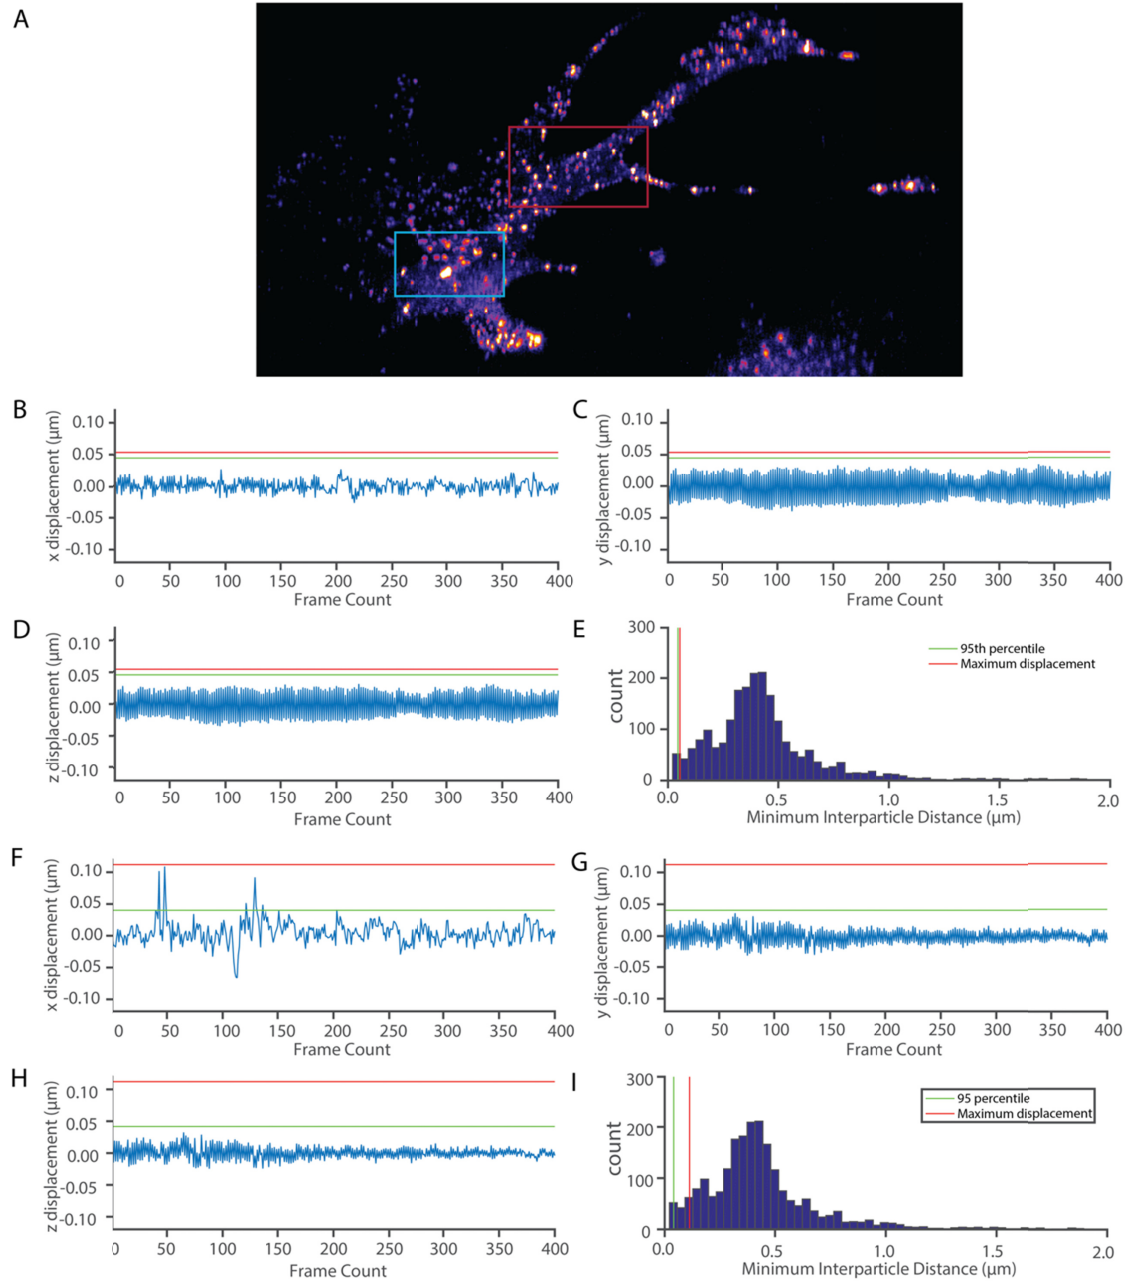 A
B
x displacement (µm)
0.10
0.05
0.00
-0.05
-0.10
0 50 100 150 200 250 300 350 400
Frame Count
C
y displacement (µm)
0.10
0.05
0.00
-0.05
-0.10
0 50 100 150 200 250 300 350 400
Frame Count
D
z displacement (µm)
0.10
0.05
0.00
-0.05
-0.10
0 50 100 150 200 250 300 350 400
Frame Count
E
count
300
200
100
0
95th percentile
Maximum displacement
0.0 0.5 1.0 1.5 2.0
Minimum Interparticle Distance (µm)
F
x displacement (µm)
0.10
0.05
0.00
-0.05
-0.10
0 50 100 150 200 250 300 350 400
Frame Count
G
y displacement (µm)
0.10
0.05
0.00
-0.05
-0.10
0 50 100 150 200 250 300 350 400
Frame Count
H
z displacement (µm)
0.10
0.05
0.00
-0.05
-0.10
0 50 100 150 200 250 300 350 400
Frame Count
I
count
300
200
100
0
95 percentile
Maximum displacement
0.0 0.5 1.0 1.5 2.0
Minimum Interparticle Distance (µm)